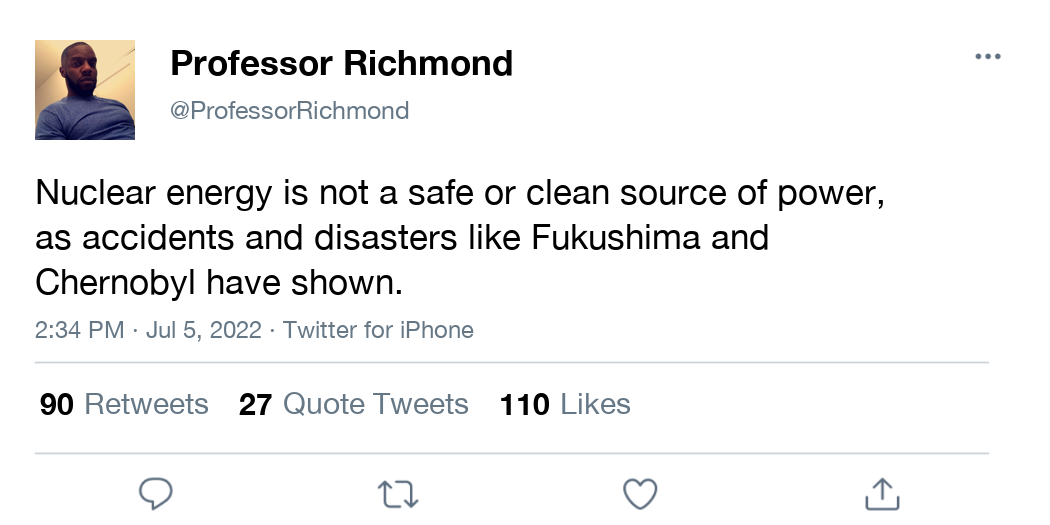 Professor Richmond
@ProfessorRichmond
Nuclear energy is not a safe or clean source of power,
as accidents and disasters like Fukushima and
Chernobyl have shown.
2:34 PM · Jul 5, 2022 · Twitter for iPhone
90 Retweets 27 Quote Tweets 110 Likes